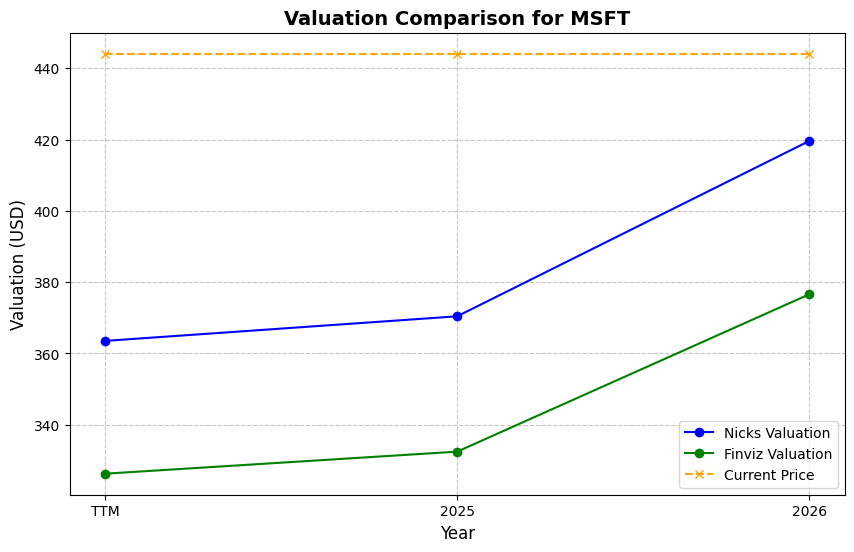 Valuation Comparison for MSFT
Valuation (USD)
440
420
400
380
360
340
TTM
2025
2026
Year
Nicks Valuation
Finviz Valuation
Current Price